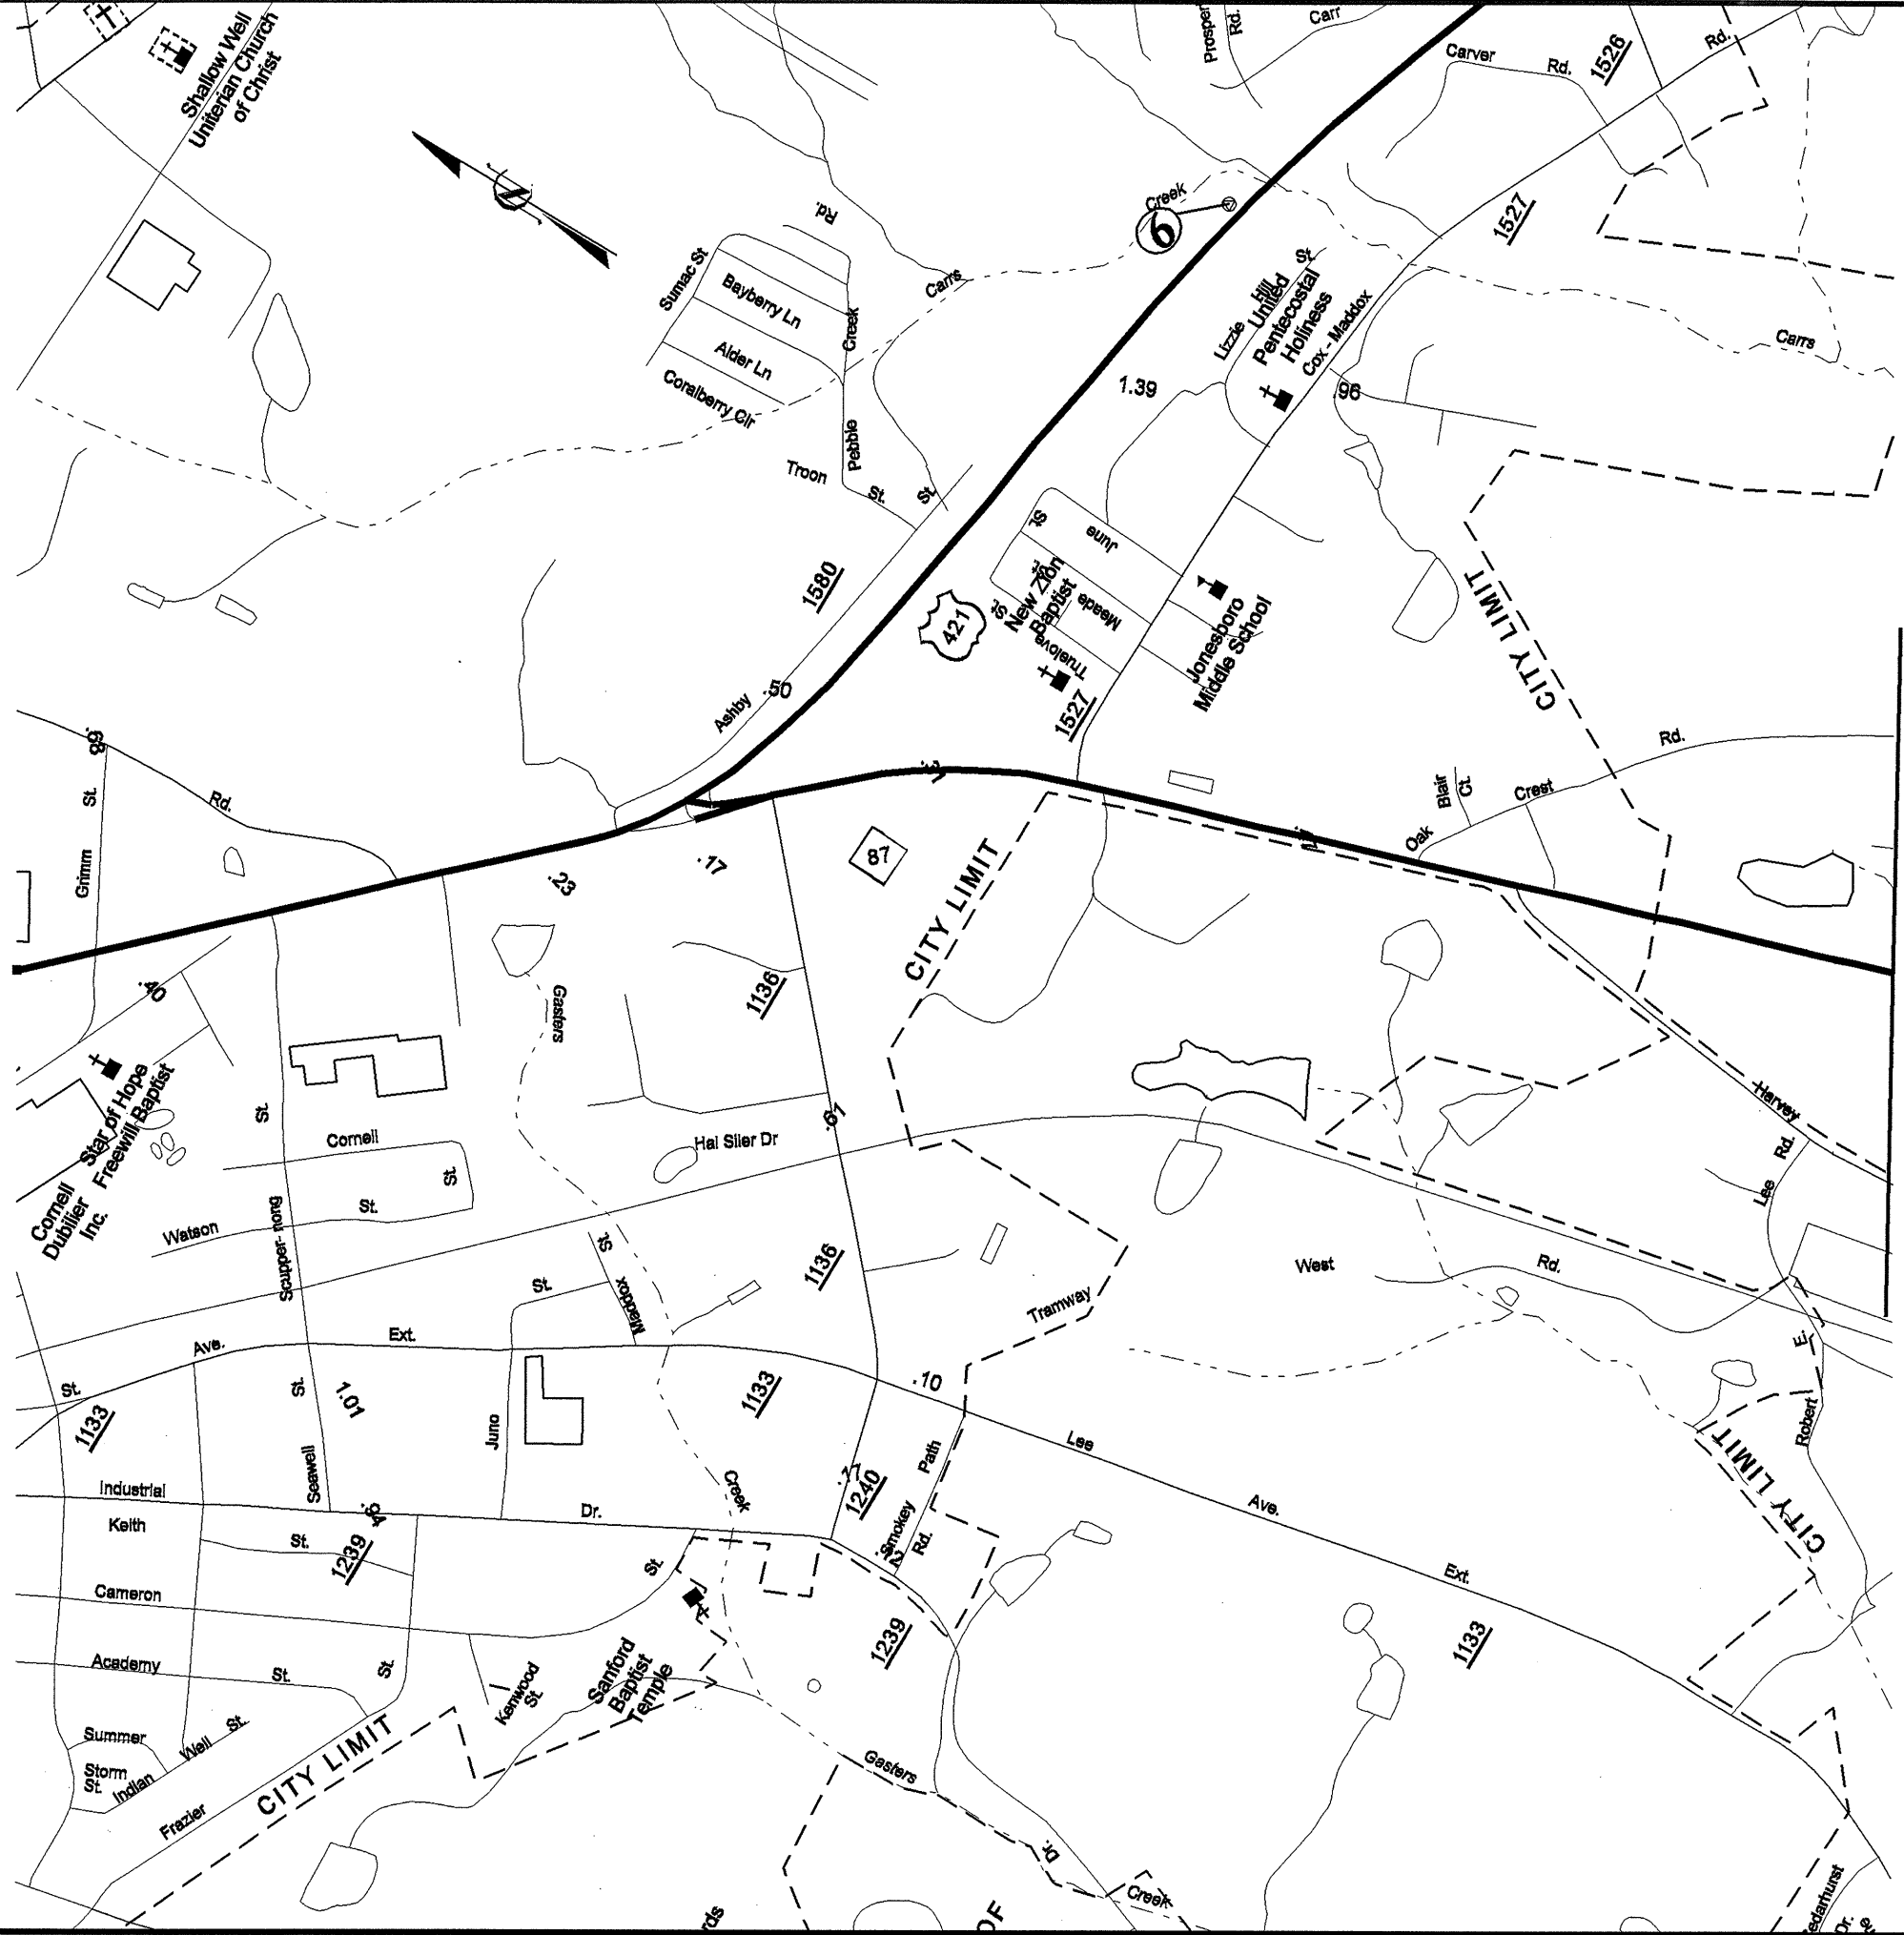 Shallow Well
Uniterian Church
of Christ
Prosper
Rd.
Carr
Carver Rd.
1526
Rd.
1527
Creek
6
Rd.
Sumac St
Bayberry Ln
Alder Ln
Coralberry Cir
Carrs
Pebble Creek
Troon St.
St.
Lizzie Hill St
United
Pentecostal
Holiness
Cox - Maddox
1.39
.96
Carrs
CITY LIMIT
1580
421
June St
New Zion
Baptist
Meade
St
Truelove
Jonesboro
Middle School
1527
Ashby
.50
.68
Grimm St.
Rd.
Blair Ct.
Oak Crest Rd.
.23
.17
87
CITY LIMIT
.40
Gasters
1136
Star of Hope
Freewill Baptist
Cornell
Dubilier
Inc.
St.
Cornell
St.
Watson St.
Scupper- nong
Hal Siler Dr
.61
Harvey
Lee Rd.
St
Maddox
St.
1136
Tramway
West Rd.
Ave. Ext.
St.
1133
St.
1.01
Seawell
Juno
1133
.10
Lee Ave. Ext.
Path
Smokey
Rd.
.17
1240
Creek
E.
Robert
CITY LIMIT
Industrial Dr.
Keith St.
.94
1239
Cameron St.
Academy St.
St.
Kenwood
St.
Sanford
Baptist
Temple
1239
1133
Summer
Storm
St.
Indian Well St.
Frazier
CITY LIMIT
Gasters
Dr.
Creek
rds
OF
edarhurst
Dr.